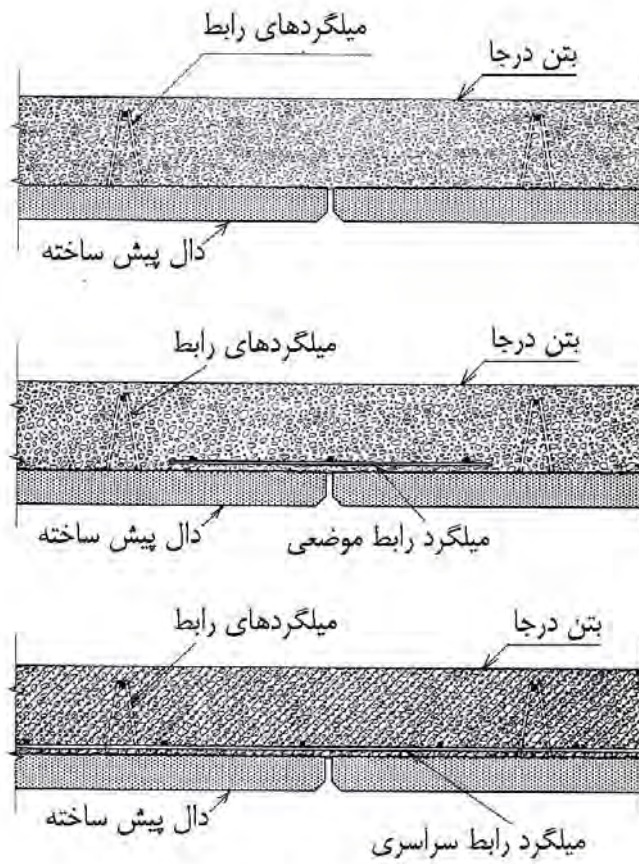 میلگردهای رابط
بتن درجا
دال پیش ساخته
میلگردهای رابط
بتن درجا
دال پیش ساخته
میلگرد رابط موضعی
میلگردهای رابط
بتن درجا
دال پیش ساخته
میلگرد رابط سراسری